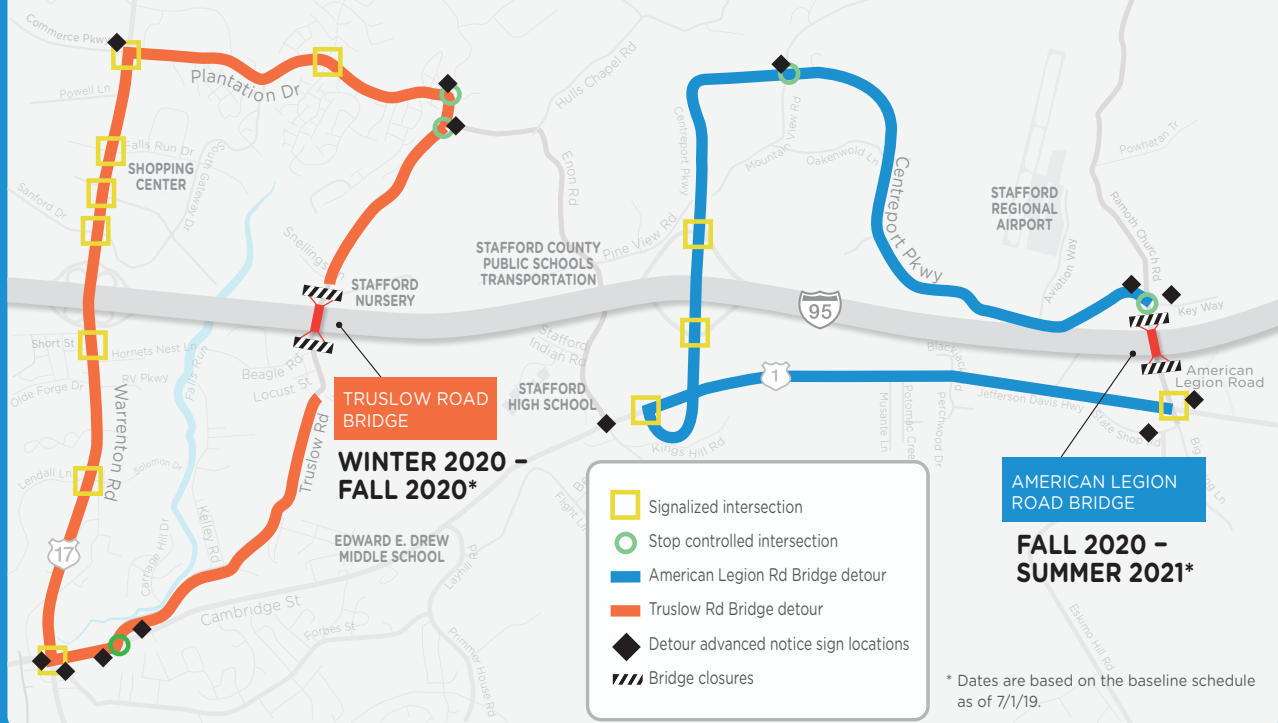 Commerce Pkwy
Plantation Dr
Powell Ln
Hulls Chapel Rd
Falls Run Dr
South Gateway Dr
SHOPPING
CENTER
Sanford Dr
Enon Rd
Centreport Pkwy
Mountain View Rd
Oakenwold Ln
Centreport Pkwy
Powhatan Tr
STAFFORD
REGIONAL
AIRPORT
Ramoth Church Rd
Aviation Way
Key Way
Snellings
STAFFORD COUNTY
PUBLIC SCHOOLS
TRANSPORTATION
Pine View Rd
STAFFORD
NURSERY
95
Short St
Hornets Nest Ln
RV Pkwy
Olde Forge Dr
Falls Run
Beagle Rd
Locust St
Stafford
Indian Rd
STAFFORD
HIGH SCHOOL
1
Musante Ln
Potomac Creek
Perchwood Dr
Jefferson Davis Hwy
State Shop Rd
American
Legion Road
TRUSLOW ROAD
BRIDGE
WINTER 2020 –
FALL 2020*
Warrenton Rd
Truslow Rd
Lendall Ln
Solomon Dr
Kelley Rd
Carriage Hill Dr
17
Kings Hill Rd
Flight Ln
EDWARD E. DREW
MIDDLE SCHOOL
Layhill Rd
Cambridge St
Forbes St
Primmer House Rd
AMERICAN LEGION
ROAD BRIDGE
FALL 2020 –
SUMMER 2021*
Eskimo Hill Rd
Signalized intersection
Stop controlled intersection
American Legion Rd Bridge detour
Truslow Rd Bridge detour
Detour advanced notice sign locations
Bridge closures
* Dates are based on the baseline schedule
as of 7/1/19.